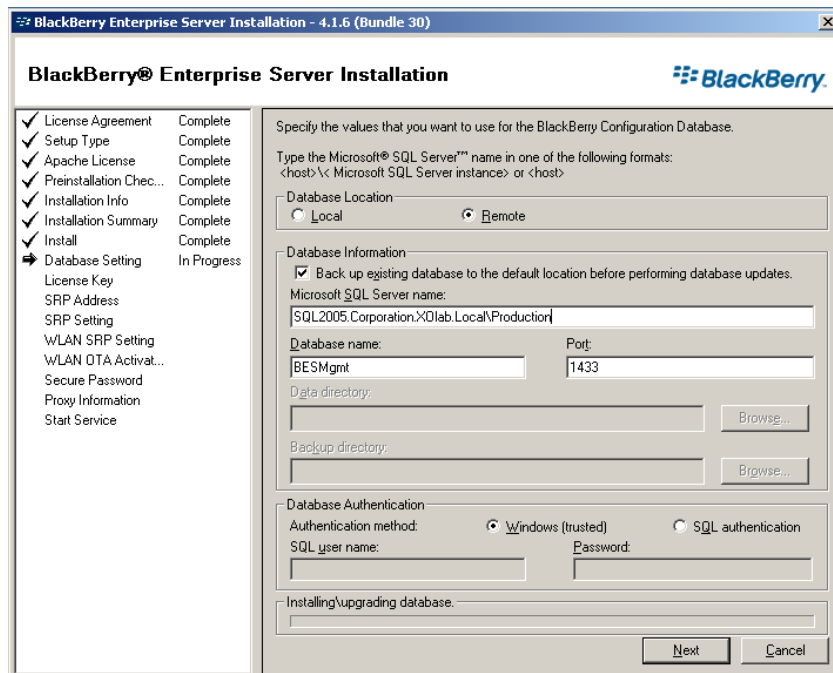 BlackBerry Enterprise Server Installation - 4.1.6 (Bundle 30)
BlackBerry® Enterprise Server Installation
BlackBerry.
License Agreement Complete
Setup Type Complete
Apache License Complete
Preinstallation Chec... Complete
Installation Info Complete
Installation Summary Complete
Install Complete
Database Setting In Progress
License Key
SRP Address
SRP Setting
WLAN SRP Setting
WLAN OTA Activat...
Secure Password
Proxy Information
Start Service
Specify the values that you want to use for the BlackBerry Configuration Database.
Type the Microsoft® SQL Server™ name in one of the following formats:
<host>\< Microsoft SQL Server instance> or <host>
Database Location
Local Remote
Database Information
Back up existing database to the default location before performing database updates.
Microsoft SQL Server name:
SQL2005.Corporation.XOlab.Local\Production
Database name: Port:
BESMgmt 1433
Data directory:
Browse...
Backup directory:
Browse...
Database Authentication
Authentication method: Windows (trusted) SQL authentication
SQL user name: Password:
Installing\upgrading database.
Next Cancel